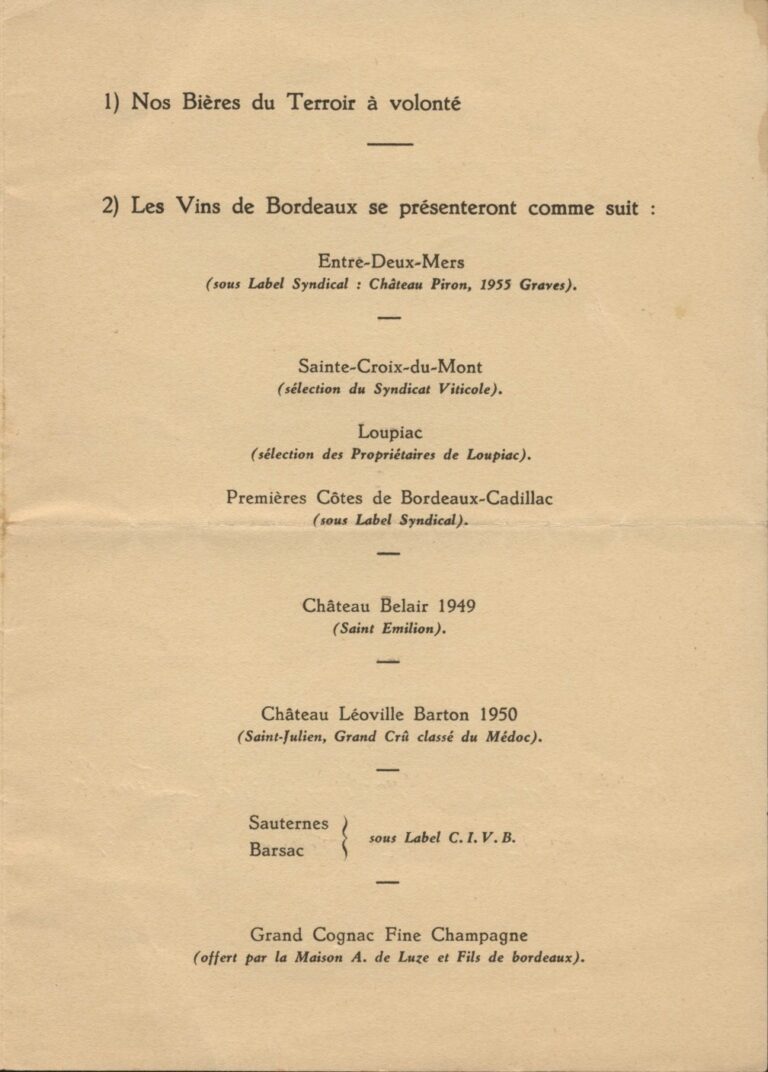 1) Nos Bières du Terroir à volonté
2) Les Vins de Bordeaux se présenteront comme suit :
Entre-Deux-Mers
(sous Label Syndical : Château Piron, 1955 Graves).
Sainte-Croix-du-Mont
(sélection du Syndicat Viticole).
Loupiac
(sélection des Propriétaires de Loupiac).
Premières Côtes de Bordeaux-Cadillac
(sous Label Syndical).
Château Belair 1949
(Saint Emilion).
Château Léoville Barton 1950
(Saint-Julien, Grand Crû classé du Médoc).
Sauternes
Barsac
sous Label C. I. V. B.
Grand Cognac Fine Champagne
(offert par la Maison A. de Luze et Fils de bordeaux).